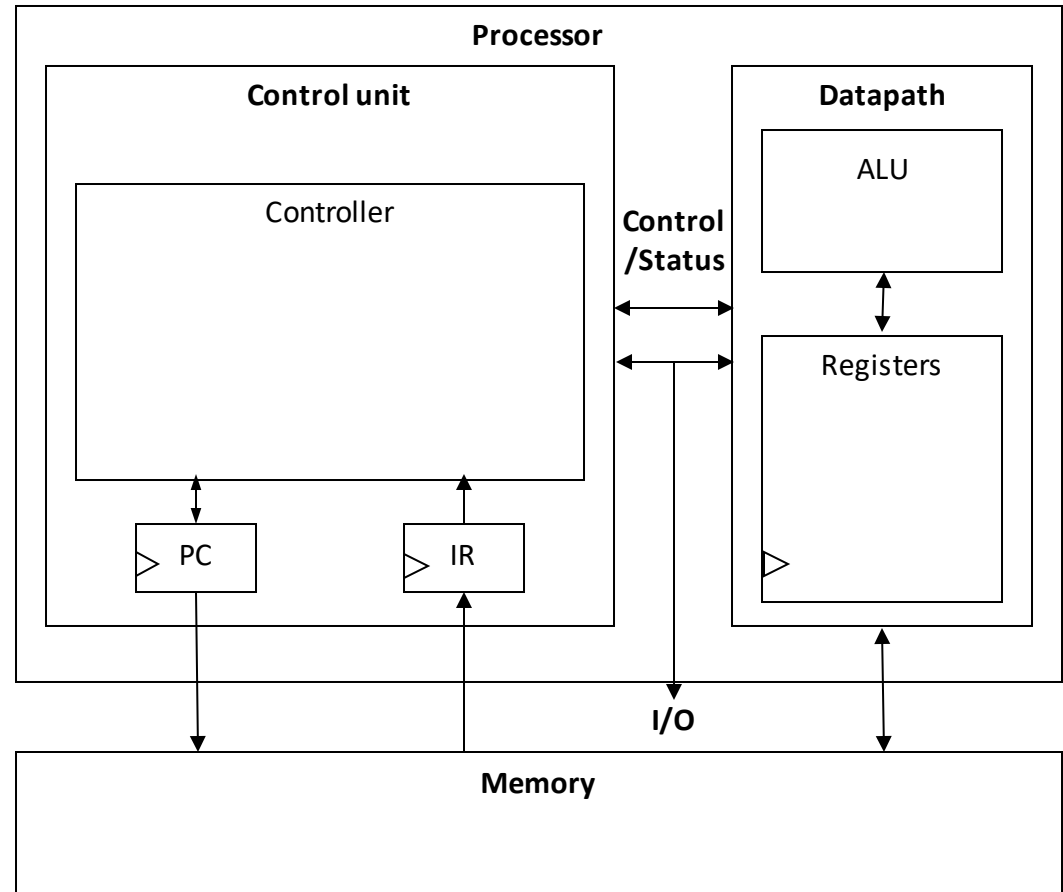 Processor
Control unit
Datapath
ALU
Controller
Control
/Status
Registers
PC
IR
I/O
Memory